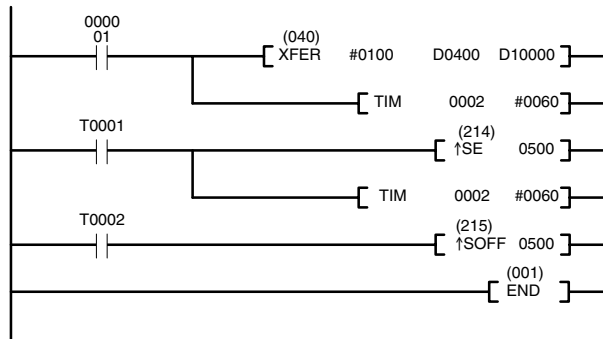 0000
01
(040)
XFER #0100 D0400 D10000
TIM 0002 #0060
T0001
(214)
↑SE 0500
TIM 0002 #0060
T0002
(215)
↑SOFF 0500
(001)
END